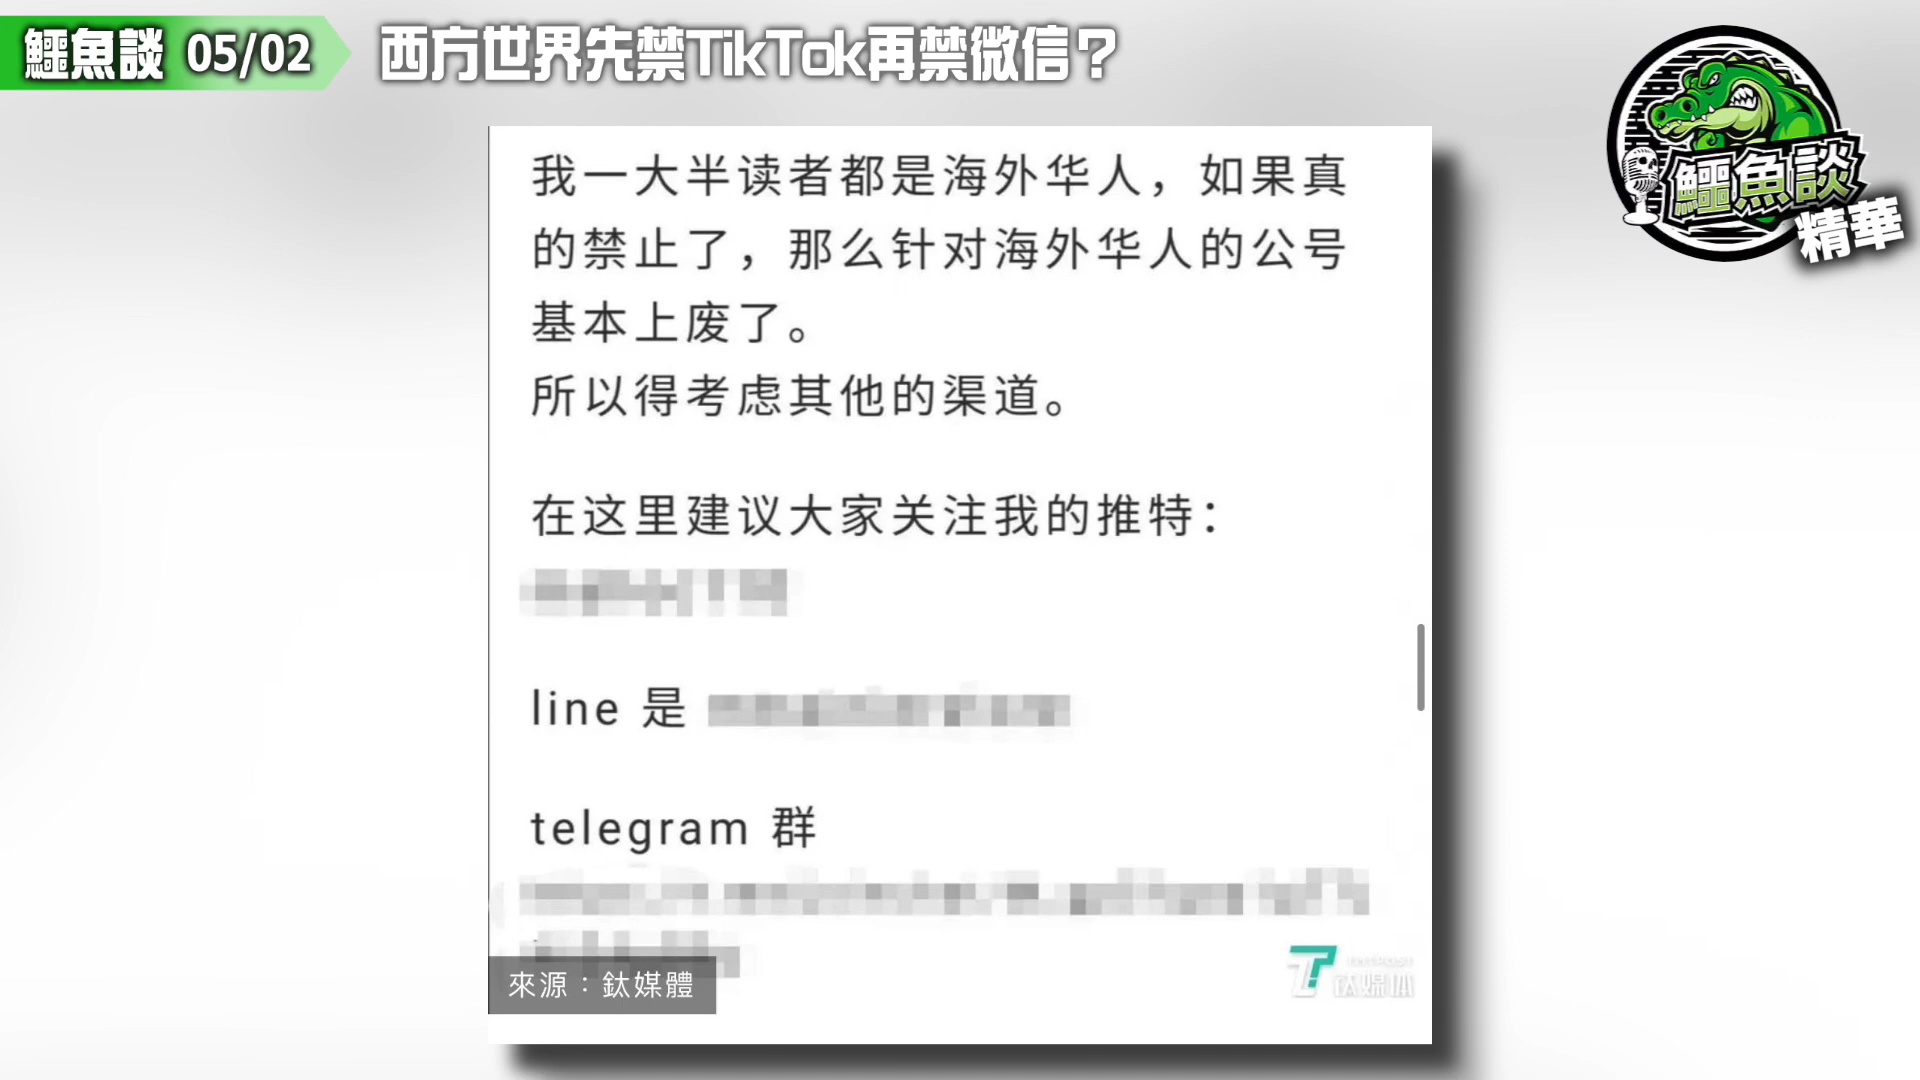 鱷魚談 05/02 西方世界先禁TikTok再禁微信？
鱷魚談
精華
我一大半读者都是海外华人，如果真
的禁止了，那么针对海外华人的公号
基本上废了。
所以得考虑其他的渠道。
在这里建议大家关注我的推特：
line 是
telegram 群
來源：鈦媒體
钛媒体